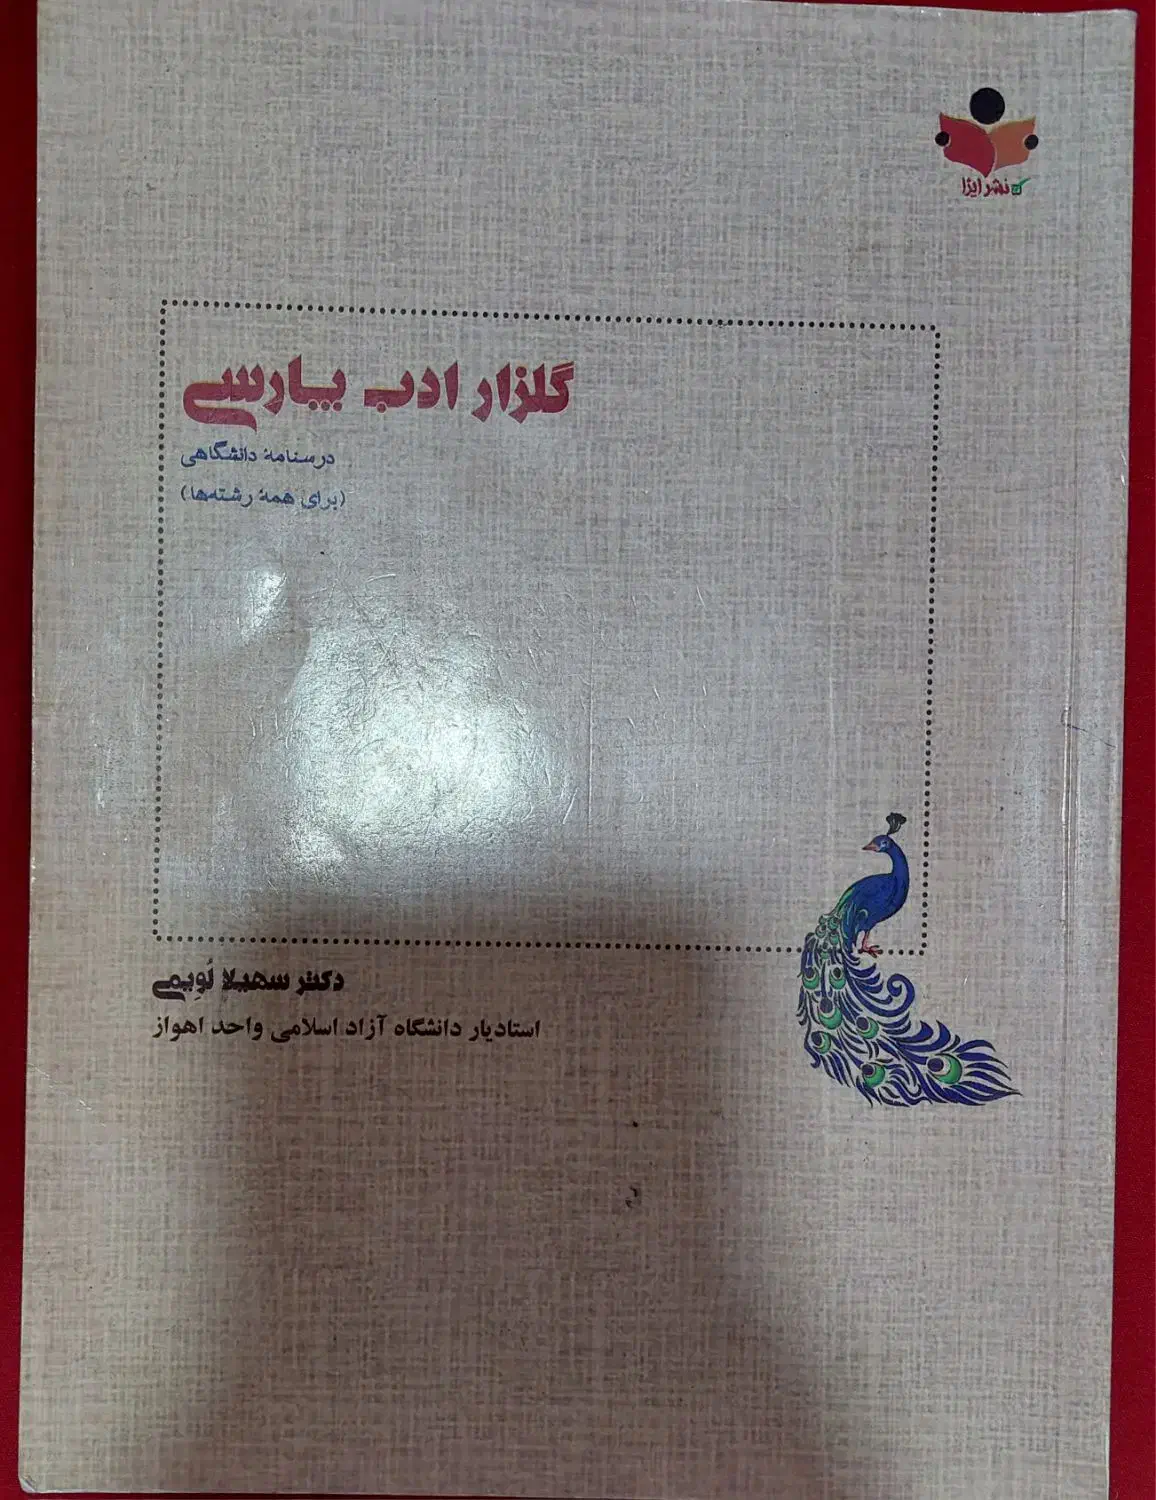 نشر ایزا
گلزار ادب پارسی
درسنامهٔ دانشگاهی
(برای همهٔ رشته‌ها)
دکتر سهیلا لُویمی
استادیار دانشگاه آزاد اسلامی واحد اهواز